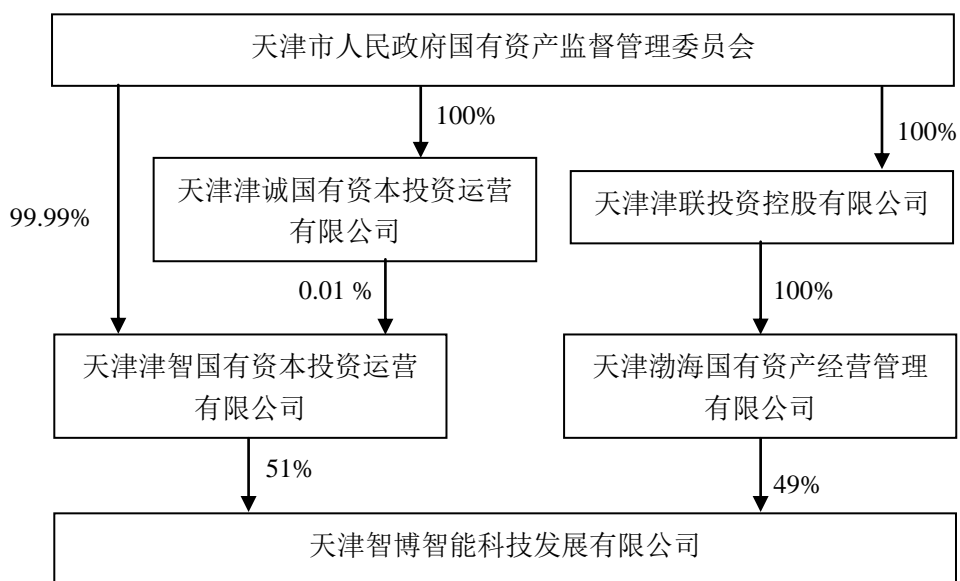 天津市人民政府国有资产监督管理委员会
100%
100%
天津津诚国有资本投资运营
有限公司
天津津联投资控股有限公司
99.99%
0.01 %
100%
天津津智国有资本投资运营
有限公司
天津渤海国有资产经营管理
有限公司
51%
49%
天津智博智能科技发展有限公司